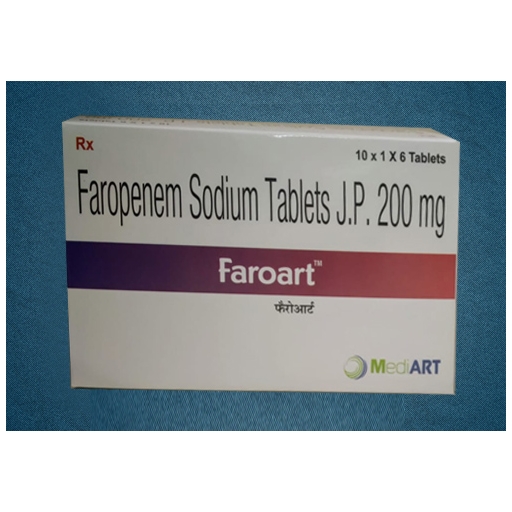 Rx
10 x 1 X 6 Tablets
Faropenem Sodium Tablets J.P. 200 mg
Faroart™
फॅरोआर्ट
MediART